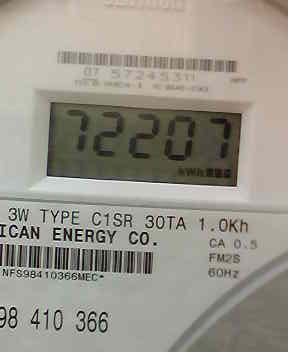 07 57245311
72207
kWh
3W TYPE C1SR 30TA 1.0Kh
ICAN ENERGY CO.
CA 0.5
FM2S
60Hz
NFS98410366MEC*
98 410 366